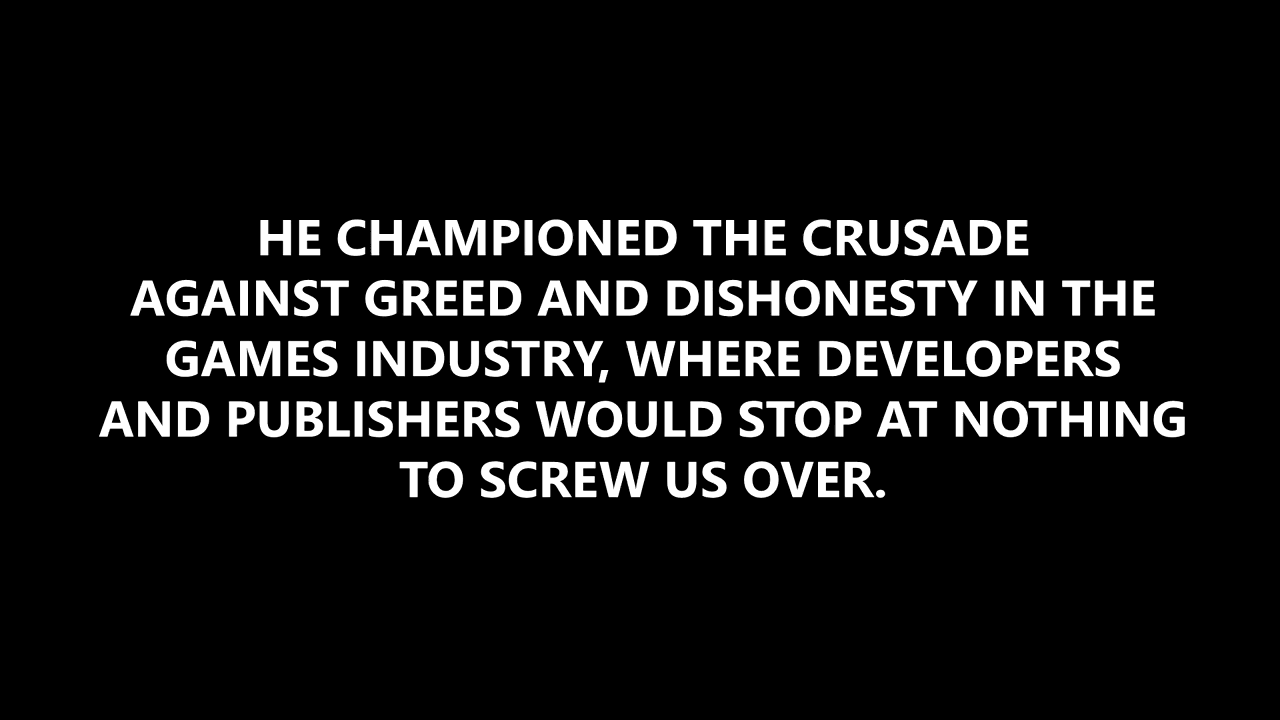 HE CHAMPIONED THE CRUSADE
AGAINST GREED AND DISHONESTY IN THE
GAMES INDUSTRY, WHERE DEVELOPERS
AND PUBLISHERS WOULD STOP AT NOTHING
TO SCREW US OVER.